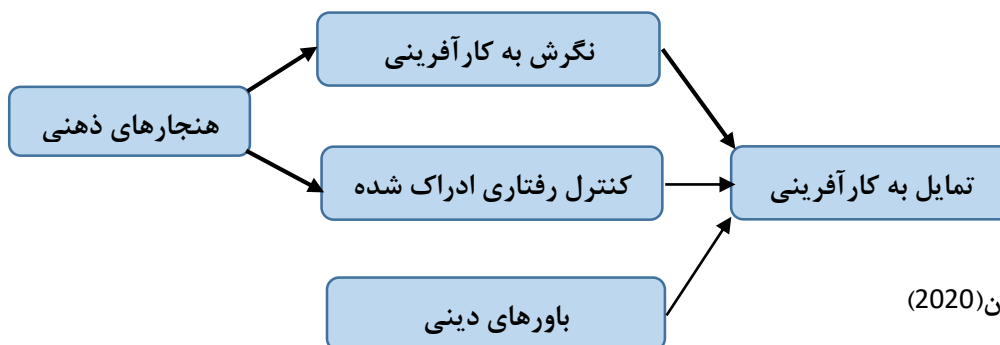 نگرش به کارآفرینی
هنجارهای ذهنی
کنترل رفتاری ادراک شده
تمایل به کارآفرینی
باورهای دینی
(2020)